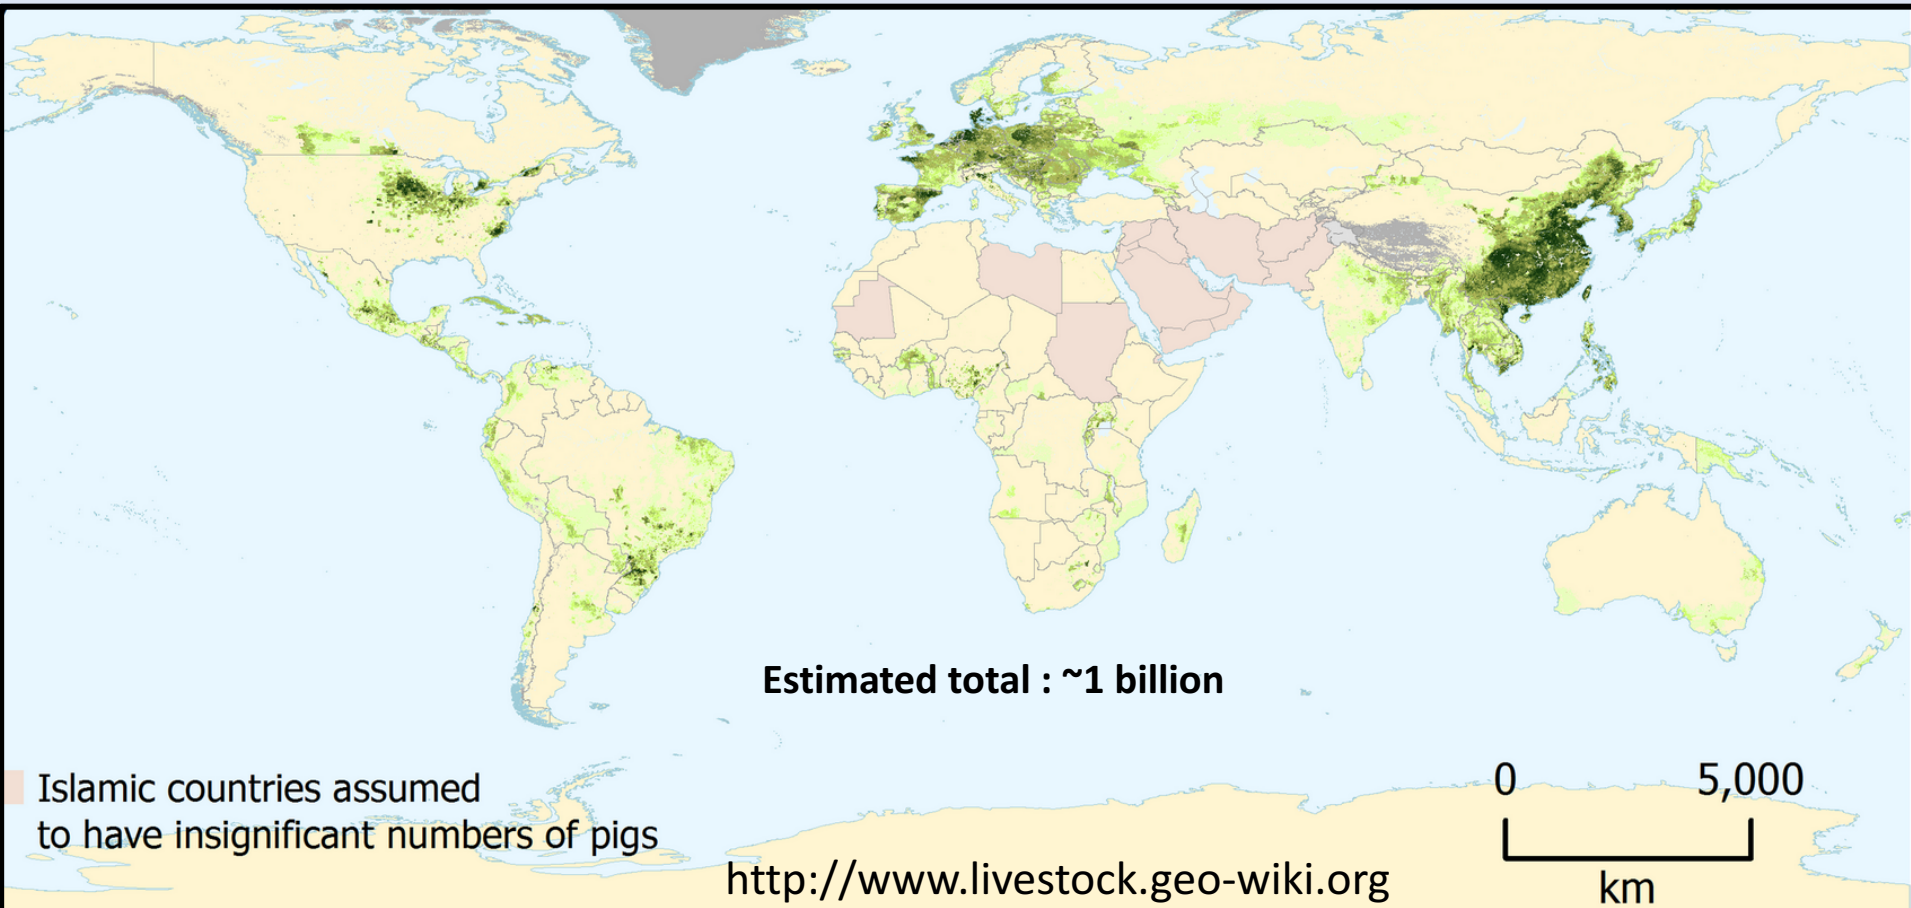 Estimated total : ~1 billion
Islamic countries assumed
to have insignificant numbers of pigs
0 5,000
km
http://www.livestock.geo-wiki.org